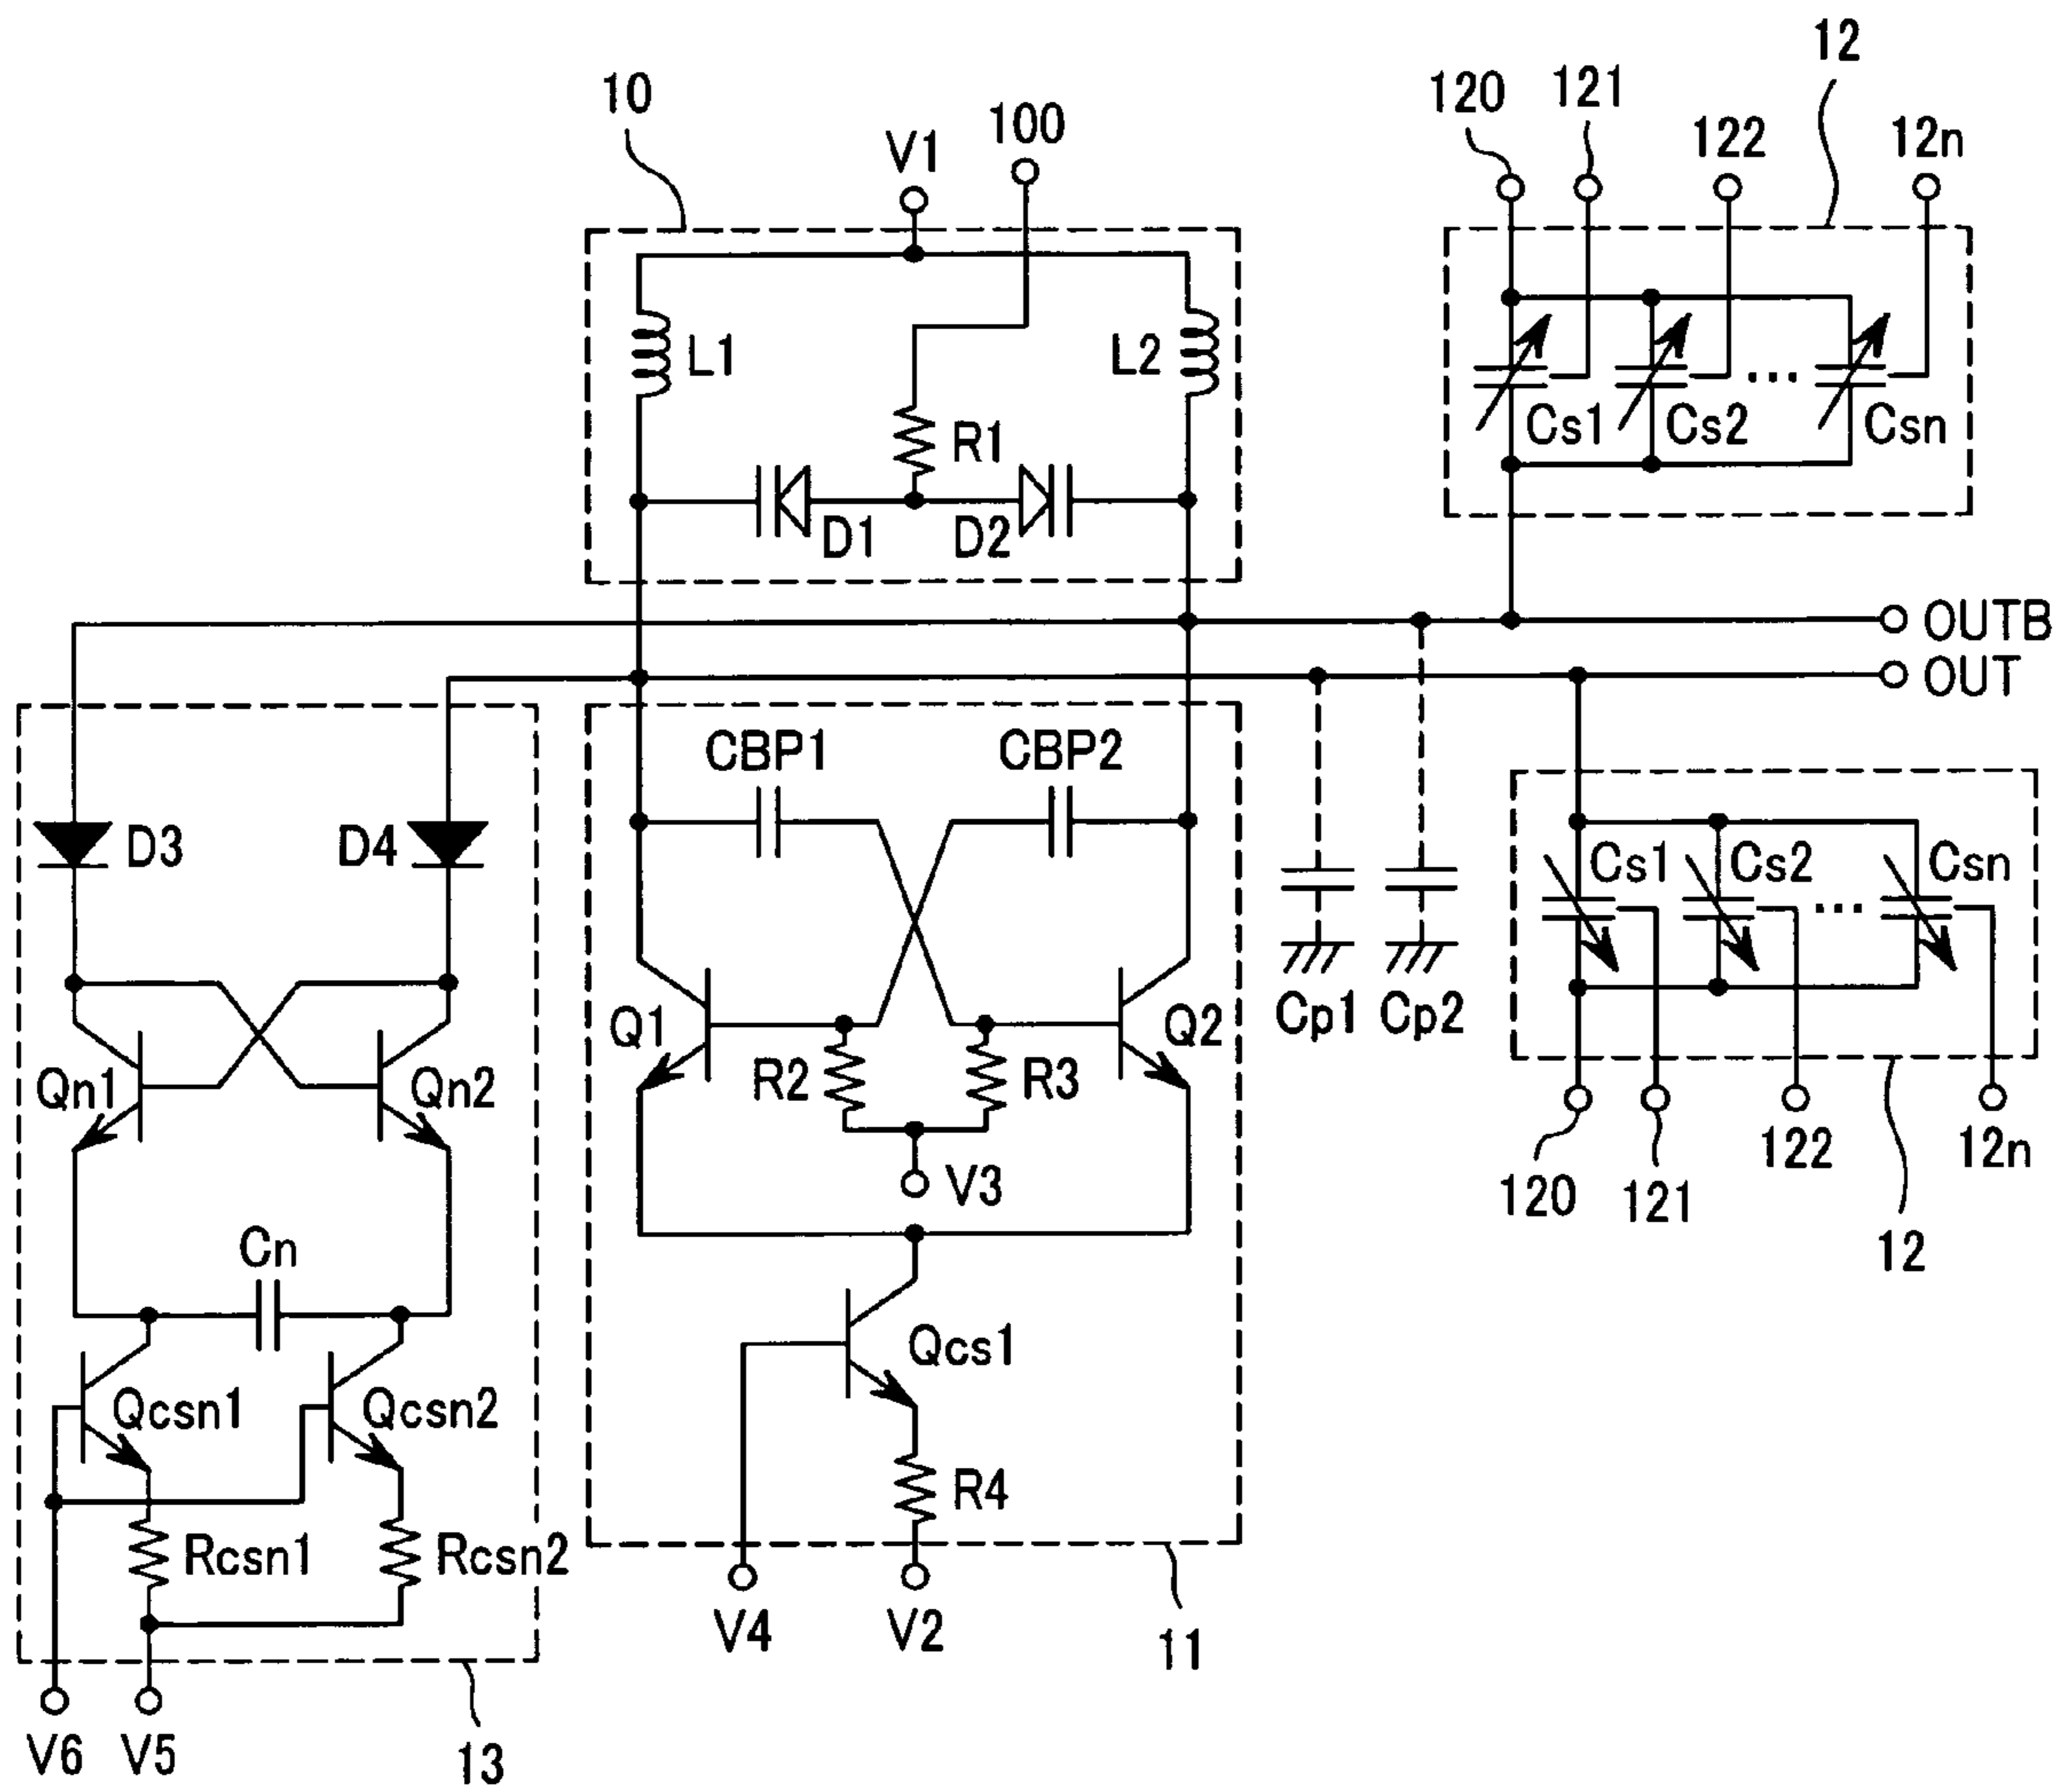 12
10
120
121
100
V1
122
12n
L1
L2
R1
Cs1
Cs2
...
Csn
D1
D2
OUTB
OUT
CBP1
CBP2
D3
D4
Cs1
Cs2
Csn
...
Q1
Q2
Cp1
Cp2
Qn1
Qn2
R2
R3
V3
122
12n
120
121
12
Cn
Qcs1
Qcsn1
Qcsn2
R4
Rcsn1
Rcsn2
V4
V2
11
V6
V5
13